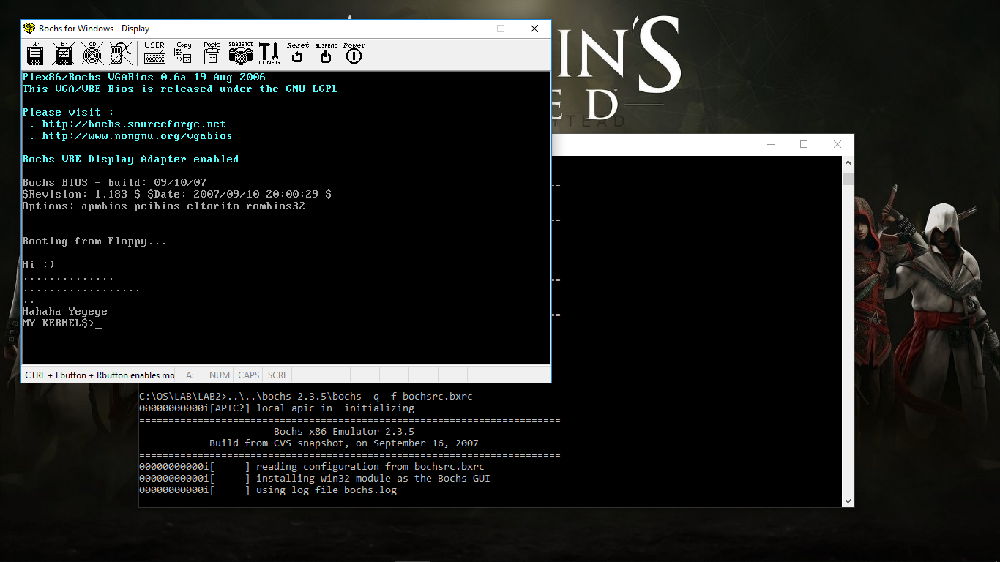 Bochs for Windows - Display
A: B: CD USER Copy Paste snapshot CONFIG Reset SUSPEND Power
Plex86/Bochs VGABios 0.6a 19 Aug 2006
This VGA/VBE Bios is released under the GNU LGPL
Please visit :
. http://bochs.sourceforge.net
. http://www.nongnu.org/vgabios
Bochs VBE Display Adapter enabled
Bochs BIOS - build: 09/10/07
$Revision: 1.183 $ $Date: 2007/09/10 20:00:29 $
Options: apmbios pcibios eltorito rombios32
Booting from Floppy...
Hi :)
..............
..................
..
Hahaha Yeyeye
MY KERNEL$>_
CTRL + Lbutton + Rbutton enables mo A: NUM CAPS SCRL
IN'S
ED
==
==
==
==
C:\OS\LAB\LAB2>..\..\bochs-2.3.5\bochs -q -f bochsrc.bxrc
00000000000i[APIC?] local apic in  initializing
========================================================================
Bochs x86 Emulator 2.3.5
Build from CVS snapshot, on September 16, 2007
========================================================================
00000000000i[     ] reading configuration from bochsrc.bxrc
00000000000i[     ] installing win32 module as the Bochs GUI
00000000000i[     ] using log file bochs.log